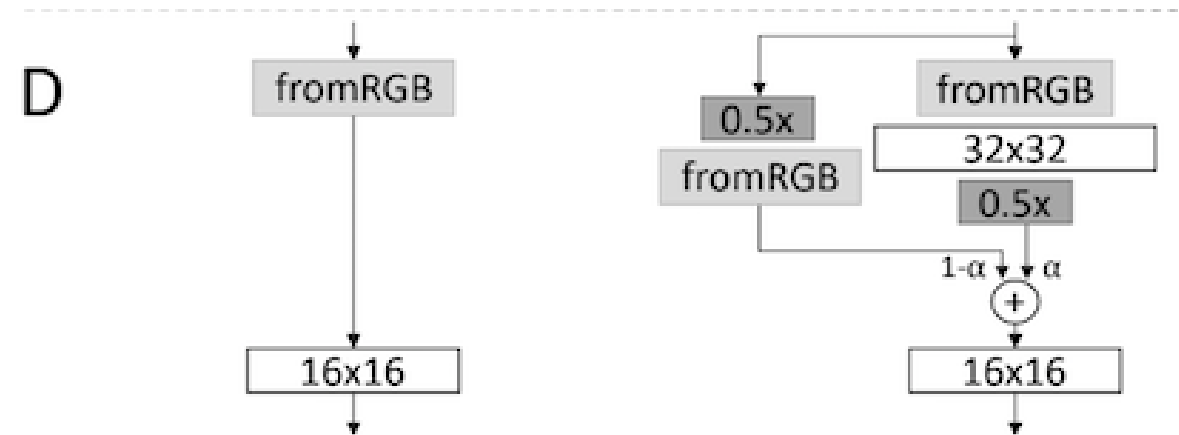 D
fromRGB
16x16
fromRGB
0.5x
32x32
fromRGB
0.5x
1-α
α
+
16x16